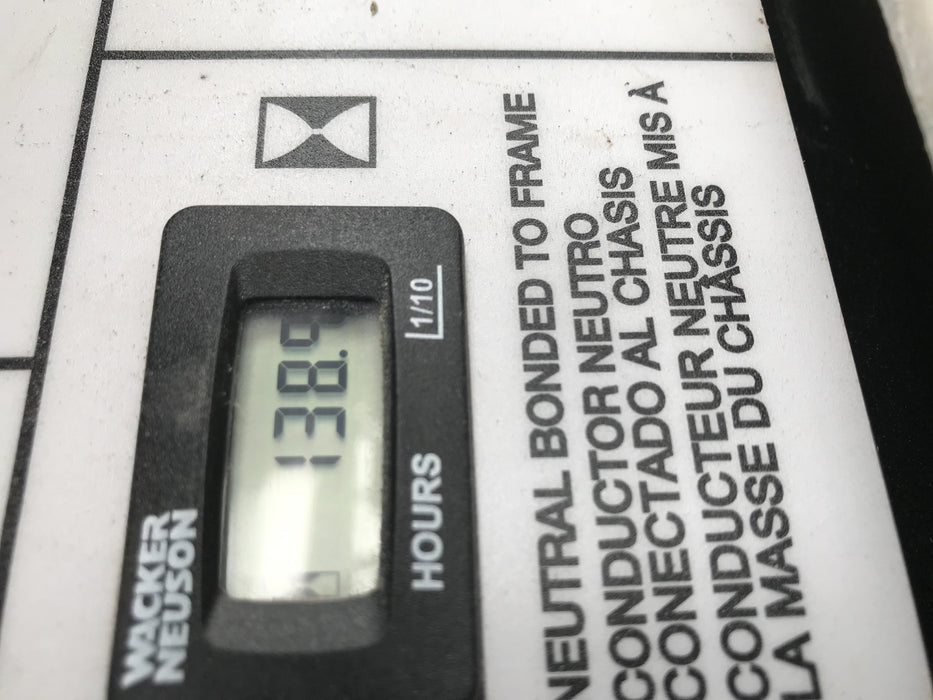 WACKER
NEUSON
138.9
HOURS
1/10
NEUTRAL BONDED TO FRAME
CONDUCTOR NEUTRO
CONECTADO AL CHASIS
CONDUCTEUR NEUTRE MIS À
LA MASSE DU CHÂSSIS